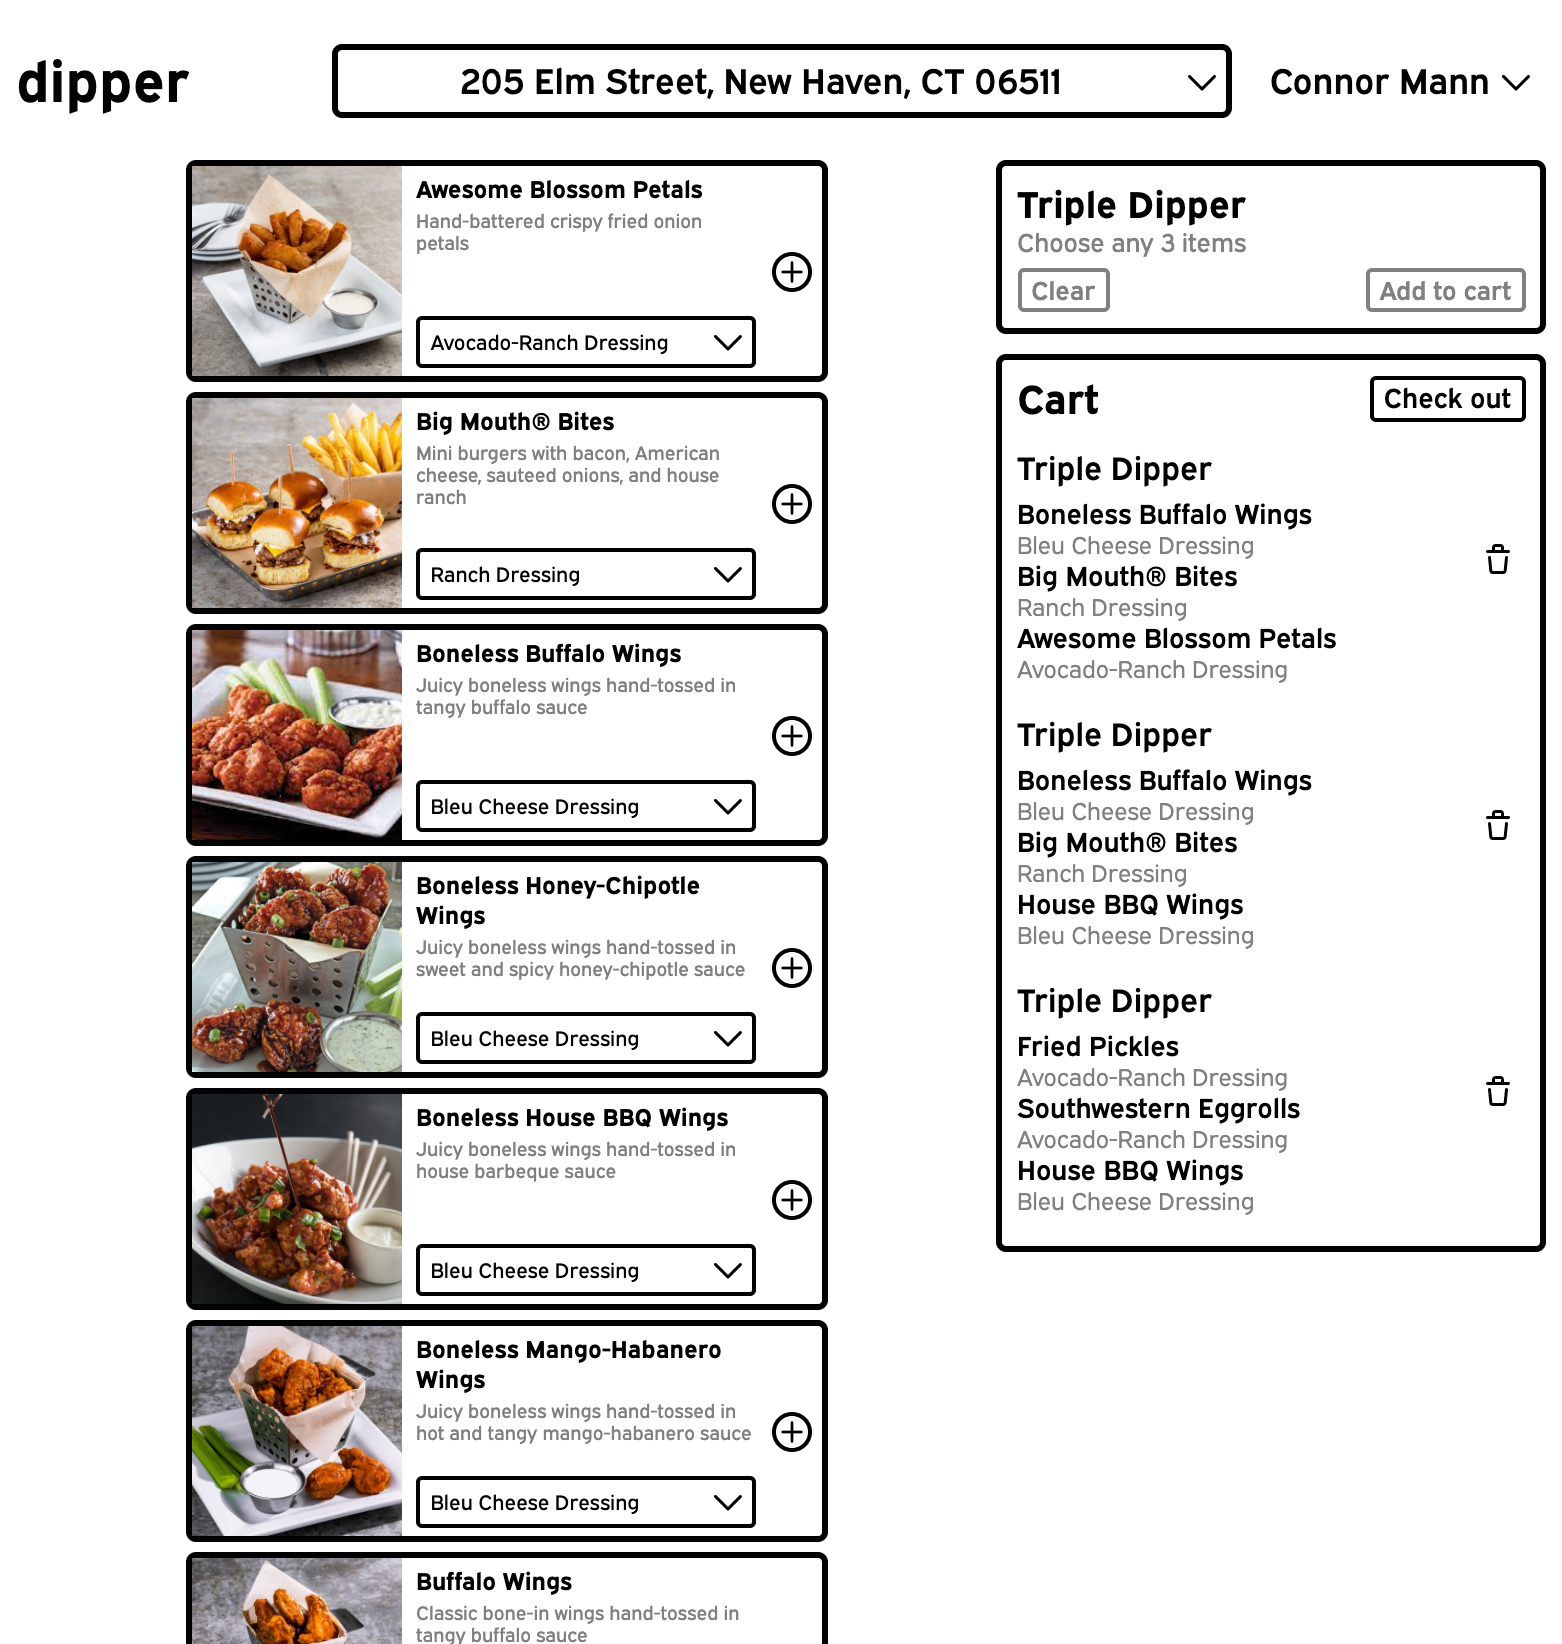 dipper
205 Elm Street, New Haven, CT 06511
Connor Mann
Awesome Blossom Petals
Hand-battered crispy fried onion
petals
Avocado-Ranch Dressing
Big Mouth® Bites
Mini burgers with bacon, American
cheese, sauteed onions, and house
ranch
Ranch Dressing
Boneless Buffalo Wings
Juicy boneless wings hand-tossed in
tangy buffalo sauce
Bleu Cheese Dressing
Boneless Honey-Chipotle
Wings
Juicy boneless wings hand-tossed in
sweet and spicy honey-chipotle sauce
Bleu Cheese Dressing
Boneless House BBQ Wings
Juicy boneless wings hand-tossed in
house barbeque sauce
Bleu Cheese Dressing
Boneless Mango-Habanero
Wings
Juicy boneless wings hand-tossed in
hot and tangy mango-habanero sauce
Bleu Cheese Dressing
Buffalo Wings
Classic bone-in wings hand-tossed in
tangy buffalo sauce
Triple Dipper
Choose any 3 items
Clear
Add to cart
Cart
Check out
Triple Dipper
Boneless Buffalo Wings
Bleu Cheese Dressing
Big Mouth® Bites
Ranch Dressing
Awesome Blossom Petals
Avocado-Ranch Dressing
Triple Dipper
Boneless Buffalo Wings
Bleu Cheese Dressing
Big Mouth® Bites
Ranch Dressing
House BBQ Wings
Bleu Cheese Dressing
Triple Dipper
Fried Pickles
Avocado-Ranch Dressing
Southwestern Eggrolls
Avocado-Ranch Dressing
House BBQ Wings
Bleu Cheese Dressing